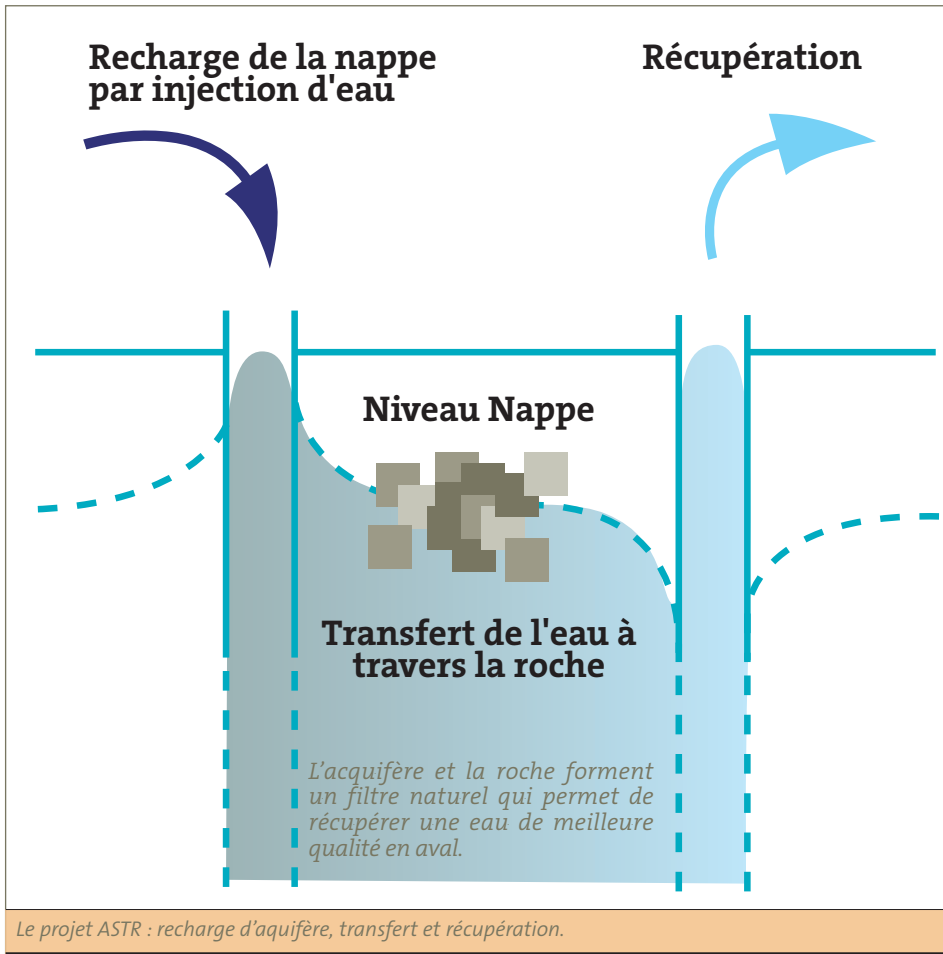 Recharge de la nappe
par injection d'eau
Récupération
Niveau Nappe
Transfert de l'eau à
travers la roche
L'acquifère et la roche forment
un filtre naturel qui permet de
récupérer une eau de meilleure
qualité en aval.
Le projet ASTR : recharge d'aquifère, transfert et récupération.